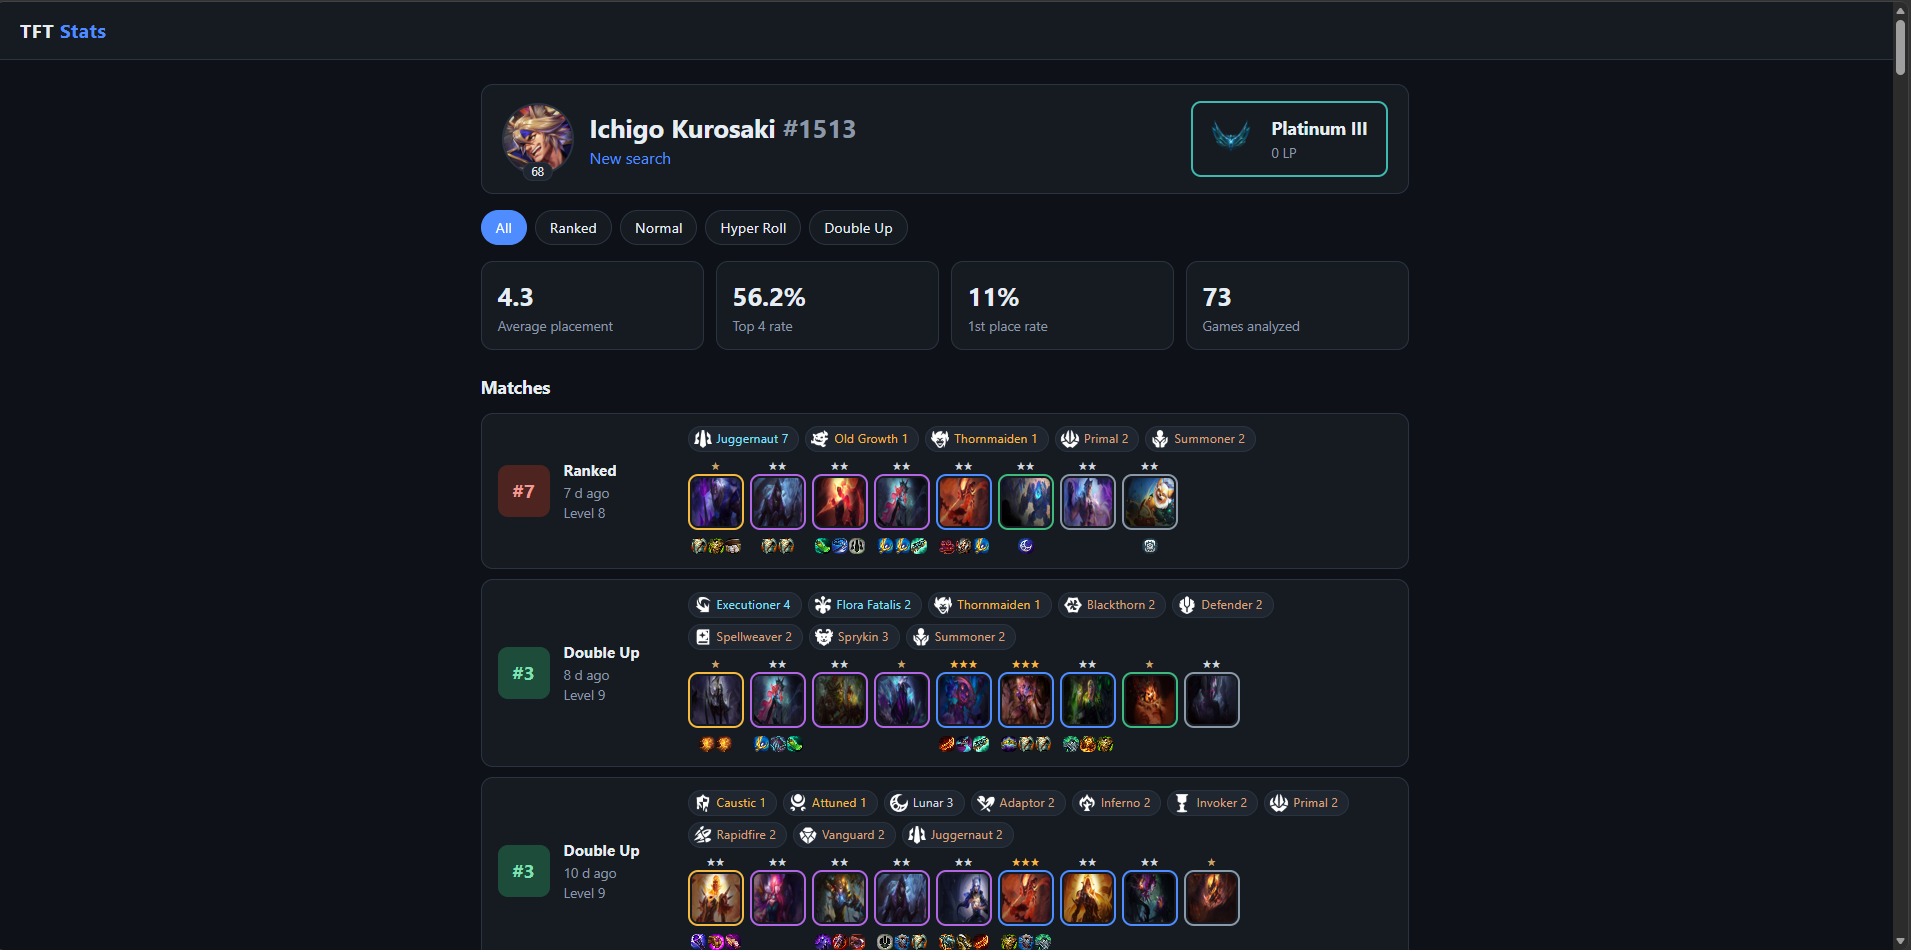 TFT Stats
Ichigo Kurosaki #1513
New search
68
Platinum III
0 LP
All
Ranked
Normal
Hyper Roll
Double Up
4.3
Average placement
56.2%
Top 4 rate
11%
1st place rate
73
Games analyzed
Matches
#7
Ranked
7 d ago
Level 8
Juggernaut 7
Old Growth 1
Thornmaiden 1
Primal 2
Summoner 2
#3
Double Up
8 d ago
Level 9
Executioner 4
Flora Fatalis 2
Thornmaiden 1
Blackthorn 2
Defender 2
Spellweaver 2
Sprykin 3
Summoner 2
#3
Double Up
10 d ago
Level 9
Caustic 1
Attuned 1
Lunar 3
Adaptor 2
Inferno 2
Invoker 2
Primal 2
Rapidfire 2
Vanguard 2
Juggernaut 2